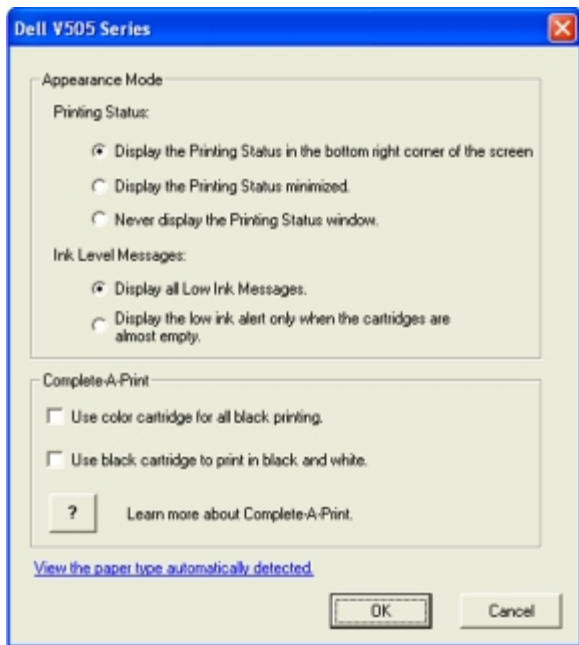 Dell V505 Series
Appearance Mode
Printing Status:
Display the Printing Status in the bottom right corner of the screen
Display the Printing Status minimized.
Never display the Printing Status window.
Ink Level Messages:
Display all Low Ink Messages.
Display the low ink alert only when the cartridges are
almost empty.
Complete-A-Print
Use color cartridge for all black printing.
Use black cartridge to print in black and white.
? Learn more about Complete-A-Print.
View the paper type automatically detected.
OK Cancel